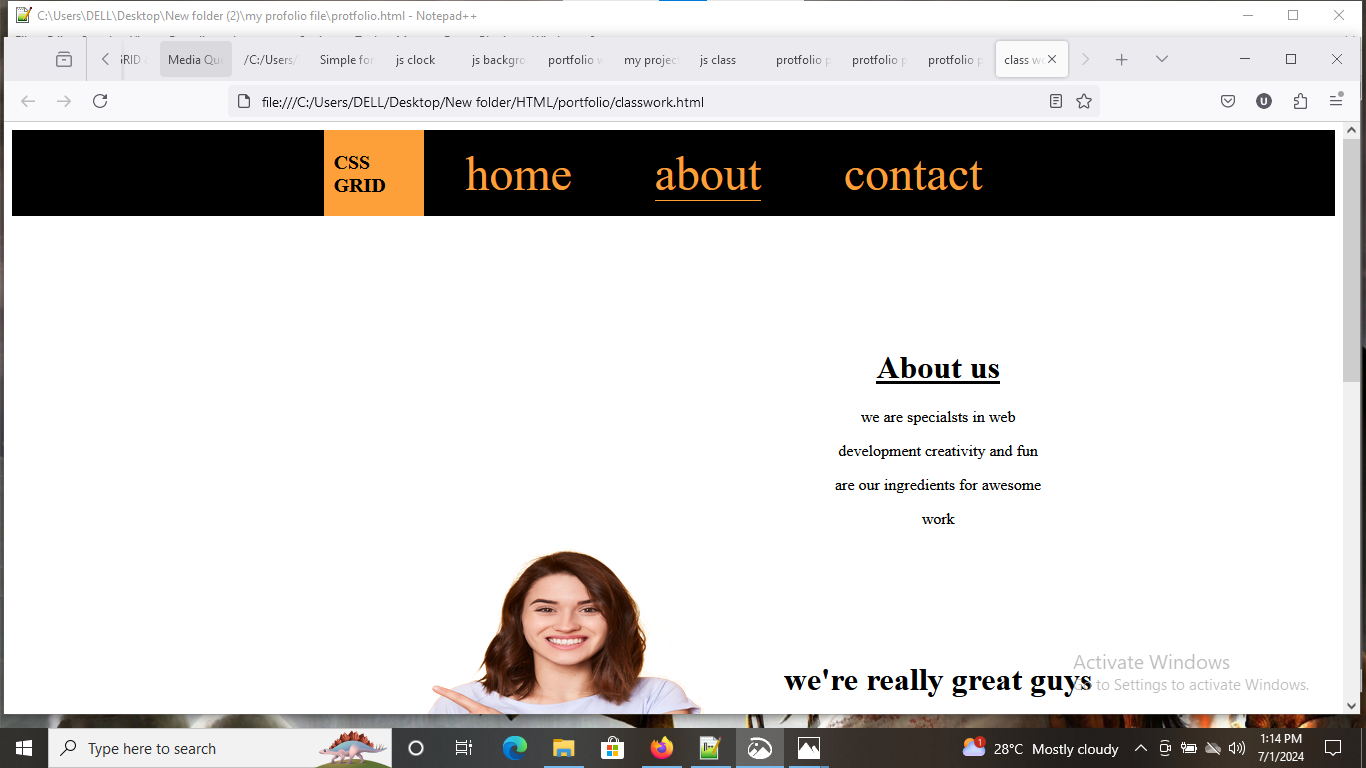 C:\Users\DELL\Desktop\New folder (2)\my profolio file\protfolio.html - Notepad++
GRID
Media Qu
/C:/Users/
Simple for
js clock
js backgro
portfolio w
my projec
js class
protfolio p
protfolio p
protfolio p
class w
file:///C:/Users/DELL/Desktop/New folder/HTML/portfolio/classwork.html
U
CSS
GRID
home
about
contact
About us
we are specialsts in web
development creativity and fun
are our ingredients for awesome
work
we're really great guys
Activate Windows
to Settings to activate Windows.
Type here to search
1
28°C Mostly cloudy
1:14 PM
7/1/2024